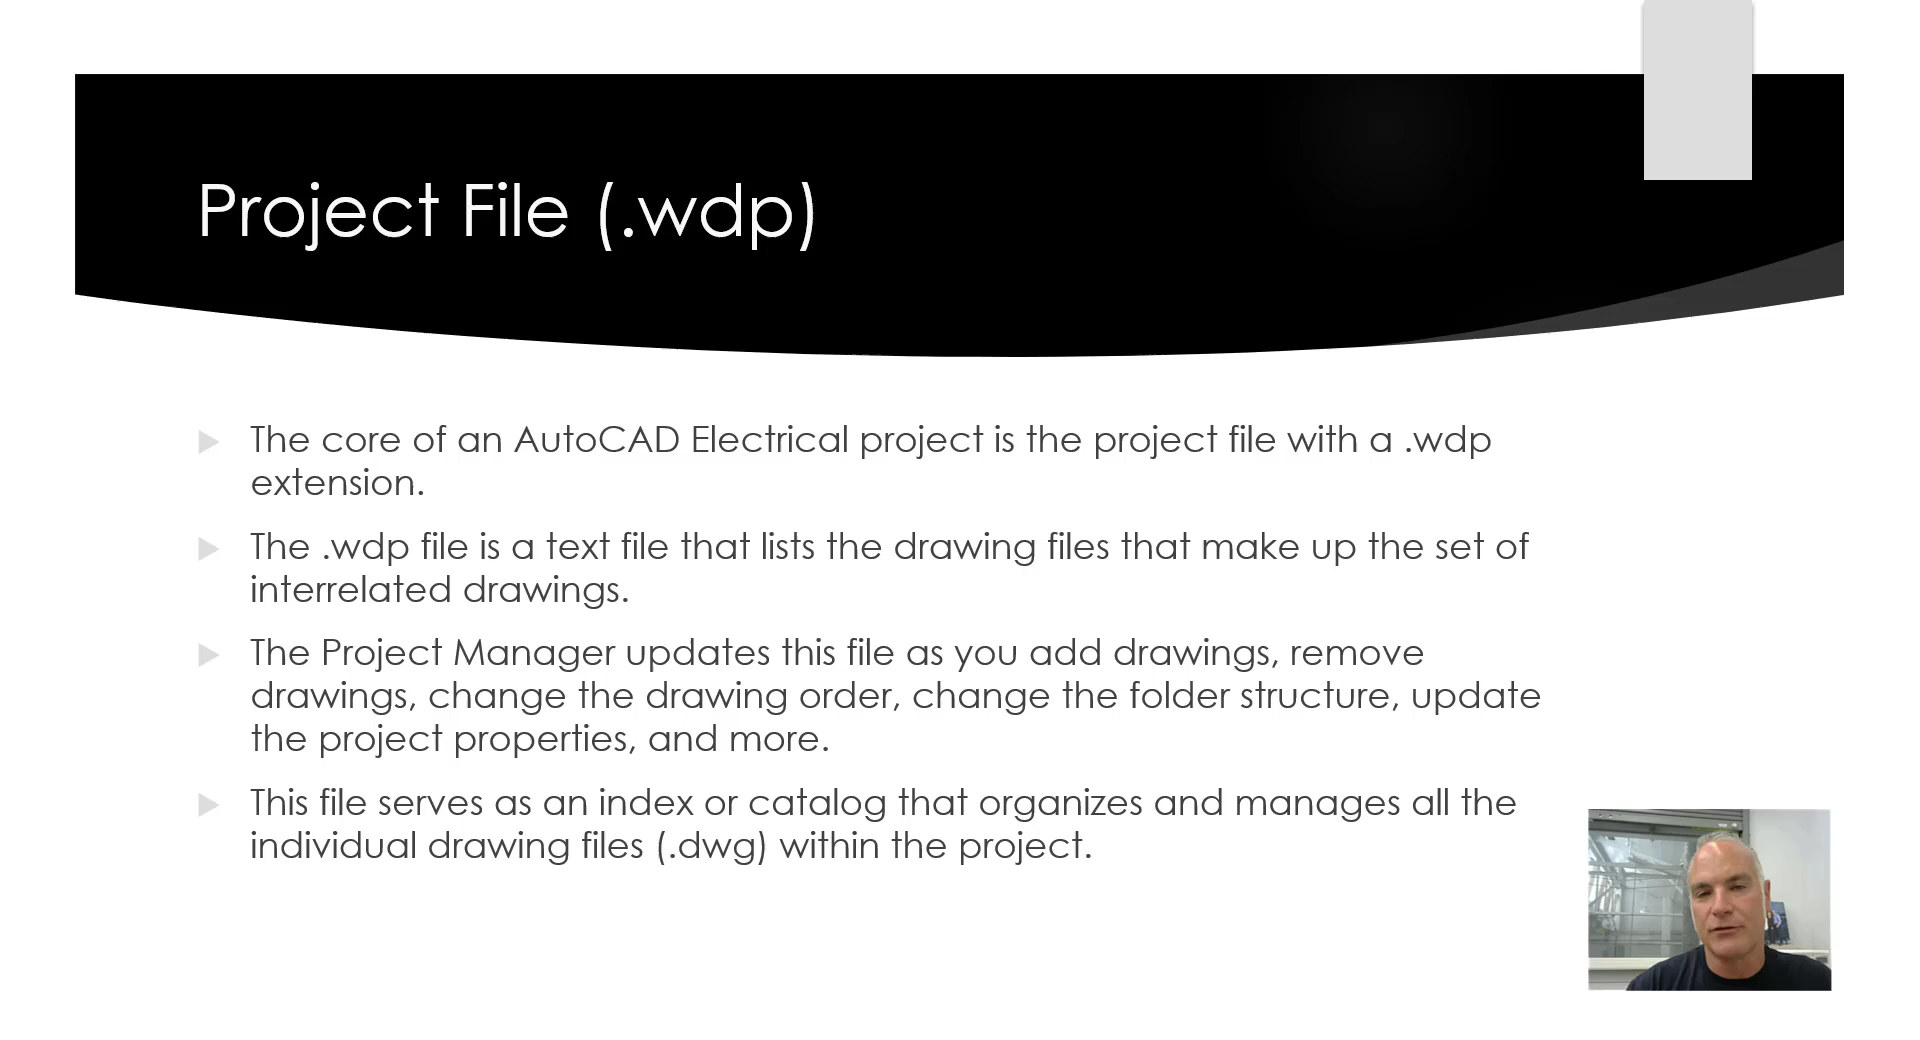 Project File (.wdp)
The core of an AutoCAD Electrical project is the project file with a .wdp
extension.
The .wdp file is a text file that lists the drawing files that make up the set of
interrelated drawings.
The Project Manager updates this file as you add drawings, remove
drawings, change the drawing order, change the folder structure, update
the project properties, and more.
This file serves as an index or catalog that organizes and manages all the
individual drawing files (.dwg) within the project.